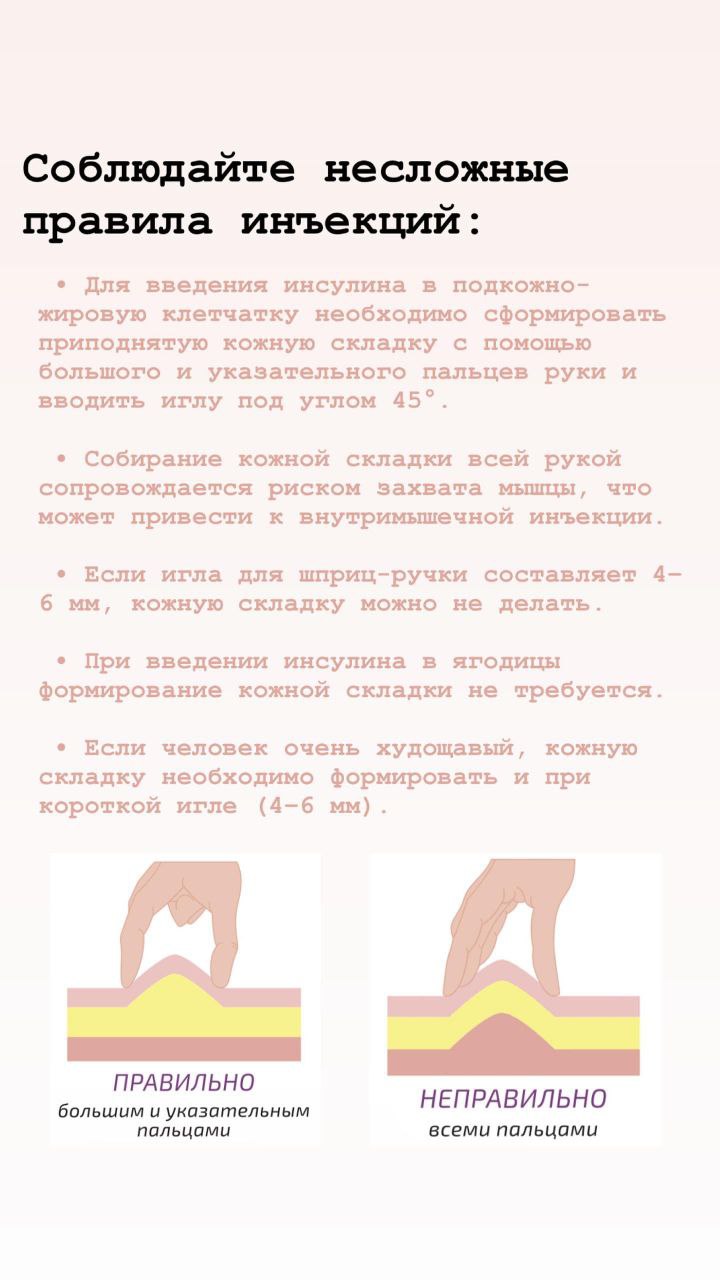 Соблюдайте несложные
правила инъекций:
• Для введения инсулина в подкожно-
жировую клетчатку необходимо сформировать
приподнятую кожную складку с помощью
большого и указательного пальцев руки и
вводить иглу под углом 45°.
• Собирание кожной складки всей рукой
сопровождается риском захвата мышцы, что
может привести к внутримышечной инъекции.
• Если игла для шприц-ручки составляет 4–
6 мм, кожную складку можно не делать.
• При введении инсулина в ягодицы
формирование кожной складки не требуется.
• Если человек очень худощавый, кожную
складку необходимо формировать и при
короткой игле (4–6 мм).
ПРАВИЛЬНО
большим и указательным
пальцами
НЕПРАВИЛЬНО
всеми пальцами